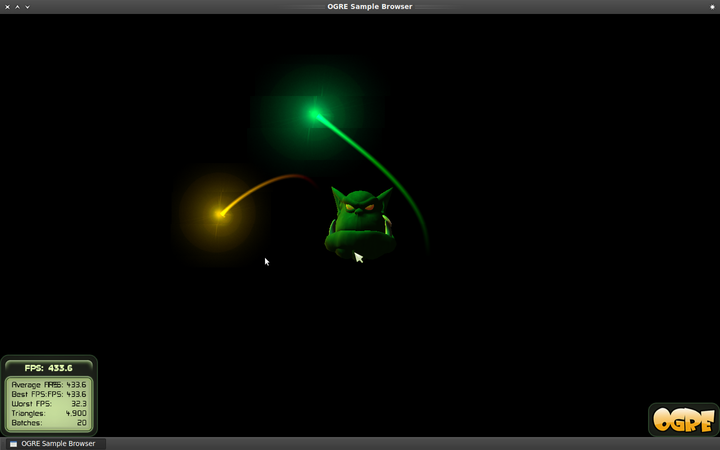 OGRE Sample Browser
FPS: 433.6
Average FPS: 433.6
Best FPS:FPS: 433.6
Worst FPS: 32.3
Triangles: 4.900
Batches: 20
OGRE
OGRE Sample Browser